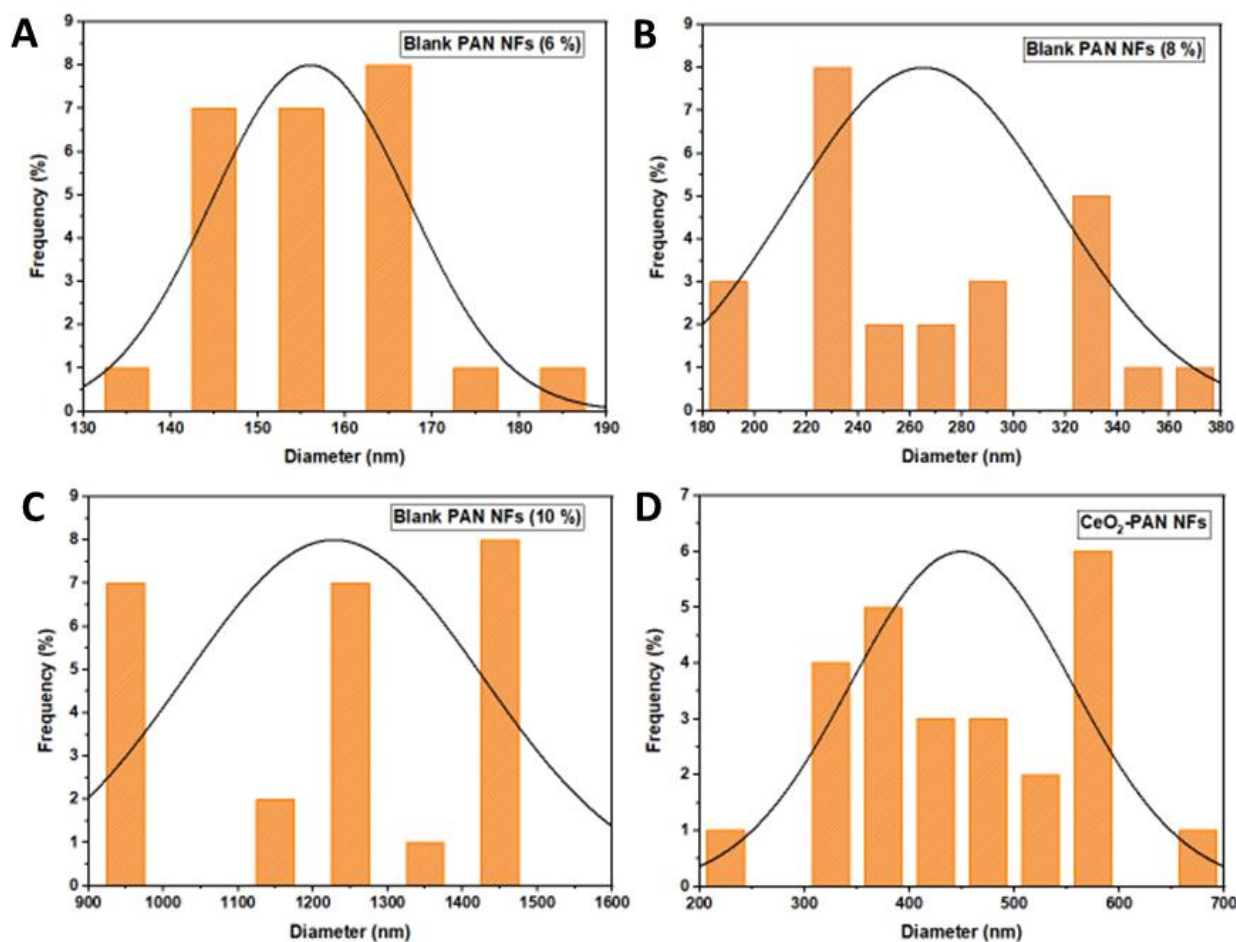 A
Blank PAN NFs (6 %)
Frequency (%)
9
8
7
6
5
4
3
2
1
0
130 140 150 160 170 180 190
Diameter (nm)
B
Blank PAN NFs (8 %)
Frequency (%)
9
8
7
6
5
4
3
2
1
0
180 200 220 240 260 280 300 320 340 360 380
Diameter (nm)
C
Blank PAN NFs (10 %)
Frequency (%)
9
8
7
6
5
4
3
2
1
0
900 1000 1100 1200 1300 1400 1500 1600
Diameter (nm)
D
CeO₂-PAN NFs
Frequency (%)
7
6
5
4
3
2
1
0
200 300 400 500 600 700
Diameter (nm)